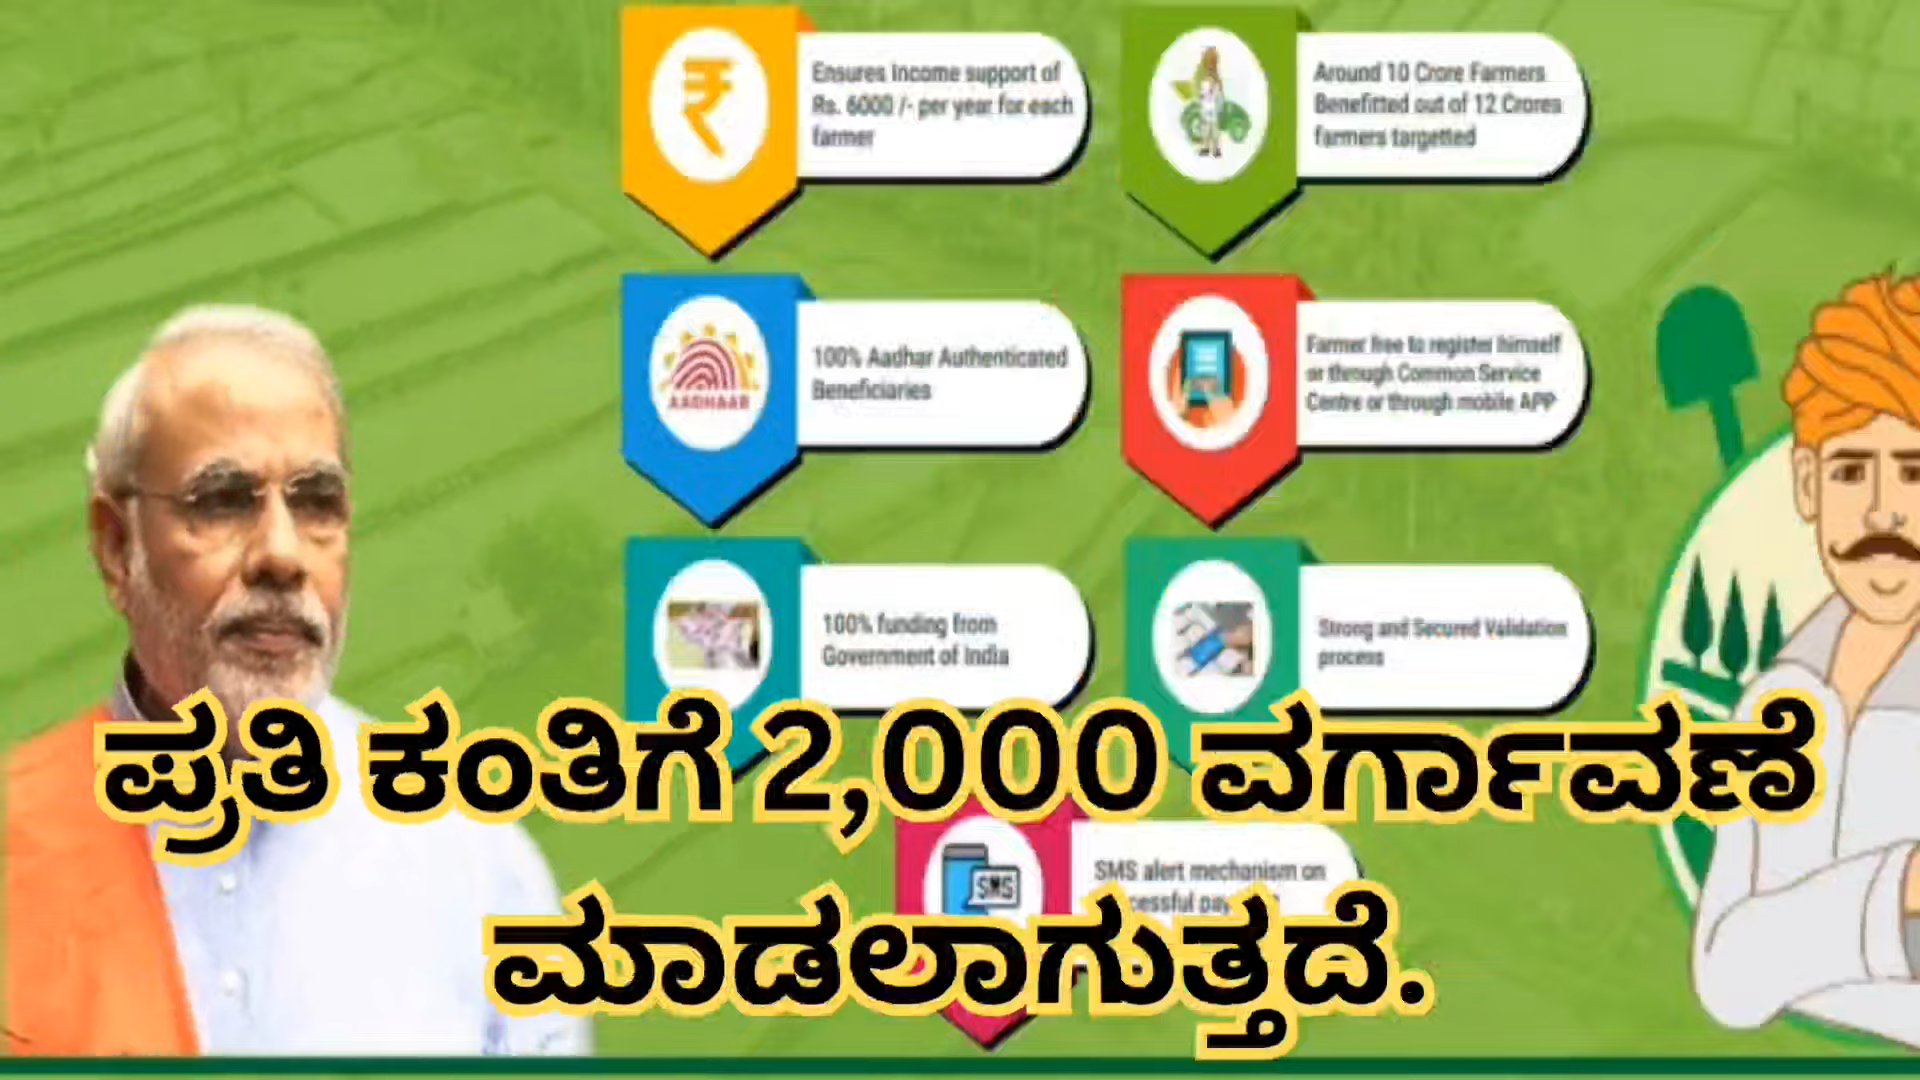 Ensures Income support of
Rs. 6000 /- per year for each
farmer
Around 10 Crore Farmers
Benefitted out of 12 Crores
farmers targetted
AADHAAR
100% Aadhar Authenticated
Beneficiaries
Farmer free to register himself
or through Common Service
Centre or through mobile APP
100% funding from
Government of India
Strong and Secured Validation
process
ಪ್ರತಿ ಕಂತಿಗೆ 2,000 ವರ್ಗಾವಣೆ
SMS
SMS alert mechanism on
ಮಾಡಲಾಗುತ್ತದೆ.